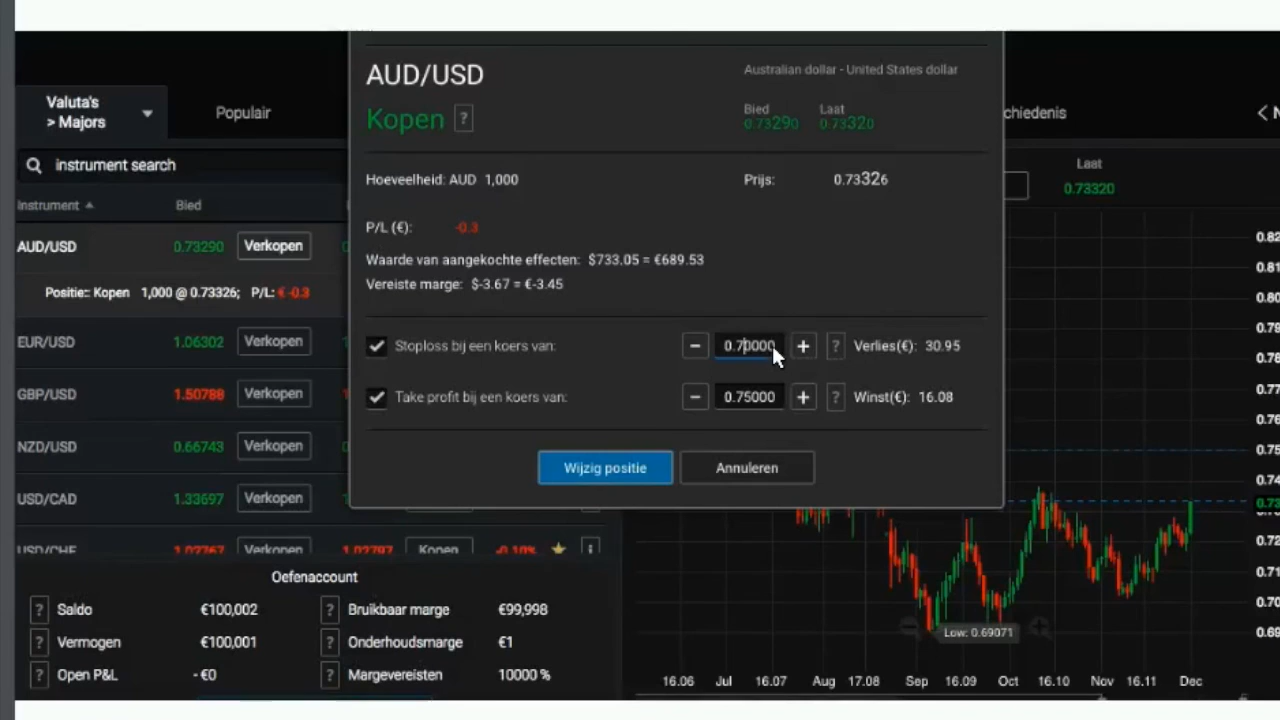 AUD/USD
Australian dollar - United States dollar
Kopen ?
Bied Laat
0.73290 0.73320
Valuta's
> Majors
Populair
chiedenis
instrument search
Laat
0.73320
Instrument Bied
Hoeveelheid: AUD 1,000
Prijs: 0.73326
P/L (€): -0.3
Waarde van aangekochte effecten: $733.05 = €689.53
Vereiste marge: $-3.67 = €-3.45
AUD/USD 0.73290 Verkopen
Positie:: Kopen 1,000 @ 0.73326; P/L: € -0.3
EUR/USD 1.06302 Verkopen
GBP/USD 1.50788 Verkopen
NZD/USD 0.66743 Verkopen
USD/CAD 1.33697 Verkopen
USD/CHF 1.02767 Verkopen 1.02797 Kopen -0.10% i
Stoploss bij een koers van: - 0.70000 + ? Verlies(€): 30.95
Take profit bij een koers van: - 0.75000 + ? Winst(€): 16.08
Wijzig positie Annuleren
Oefenaccount
? Saldo €100,002 ? Bruikbaar marge €99,998
? Vermogen €100,001 ? Onderhoudsmarge €1
? Open P&L -€0 ? Margevereisten 10000 %
0.82
0.81
0.80
0.79
0.78
0.77
0.76
0.75
0.74
0.73
0.72
0.71
0.70
0.69
Low: 0.69071
16.06 Jul 16.07 Aug 17.08 Sep 16.09 Oct 16.10 Nov 16.11 Dec